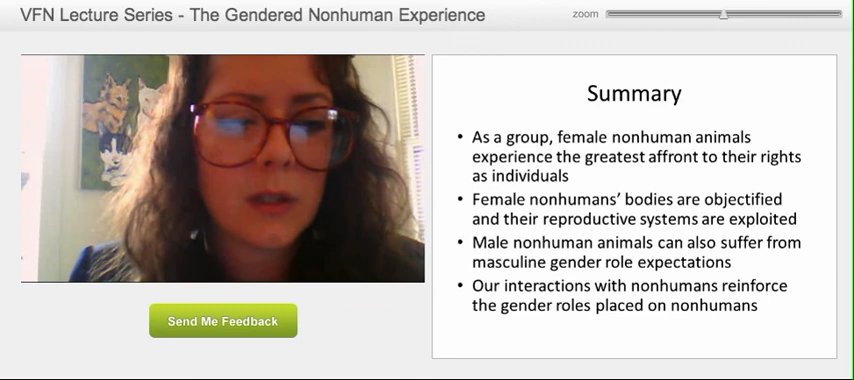 VFN Lecture Series - The Gendered Nonhuman Experience
zoom
Summary
• As a group, female nonhuman animals
experience the greatest affront to their rights
as individuals
• Female nonhumans’ bodies are objectified
and their reproductive systems are exploited
• Male nonhuman animals can also suffer from
masculine gender role expectations
• Our interactions with nonhumans reinforce
the gender roles placed on nonhumans
Send Me Feedback